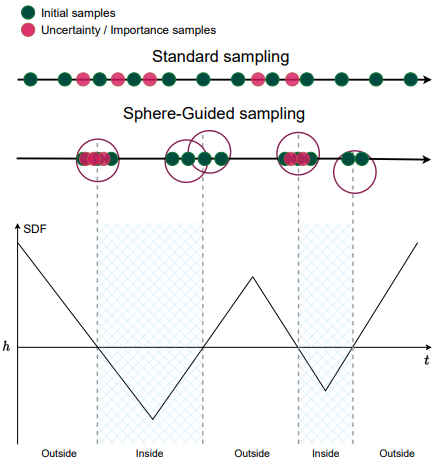 Initial samples
Uncertainty / Importance samples
Standard sampling
Sphere-Guided sampling
SDF
h
t
Outside Inside Outside Inside Outside